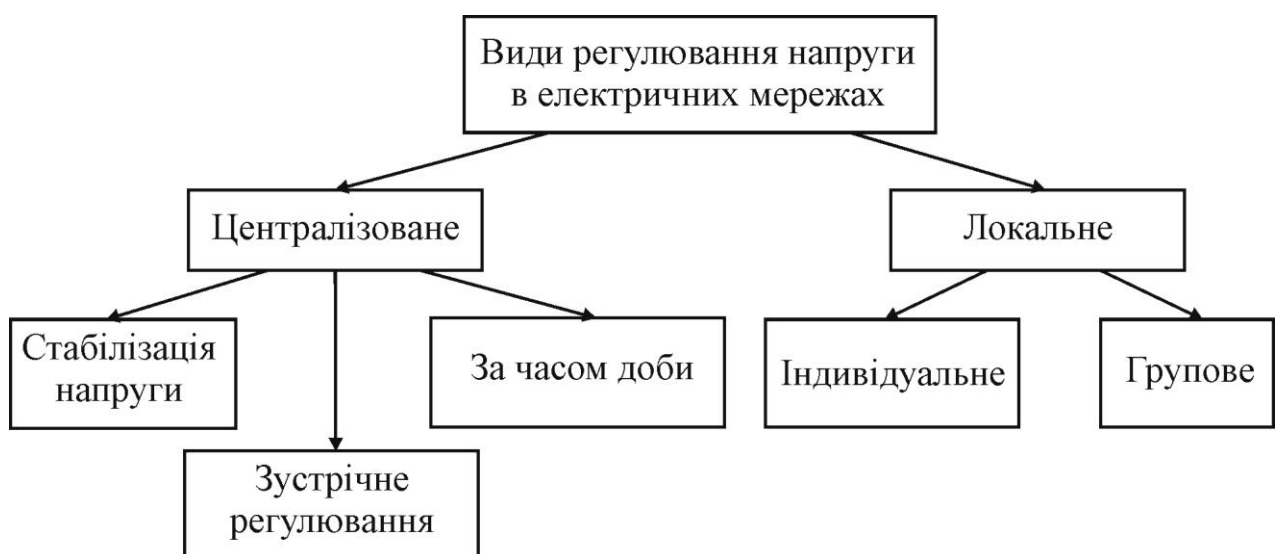 Види регулювання напруги
в електричних мережах
Централізоване
Локальне
Стабілізація
напруги
За часом доби
Індивідуальне
Групове
Зустрічне
регулювання